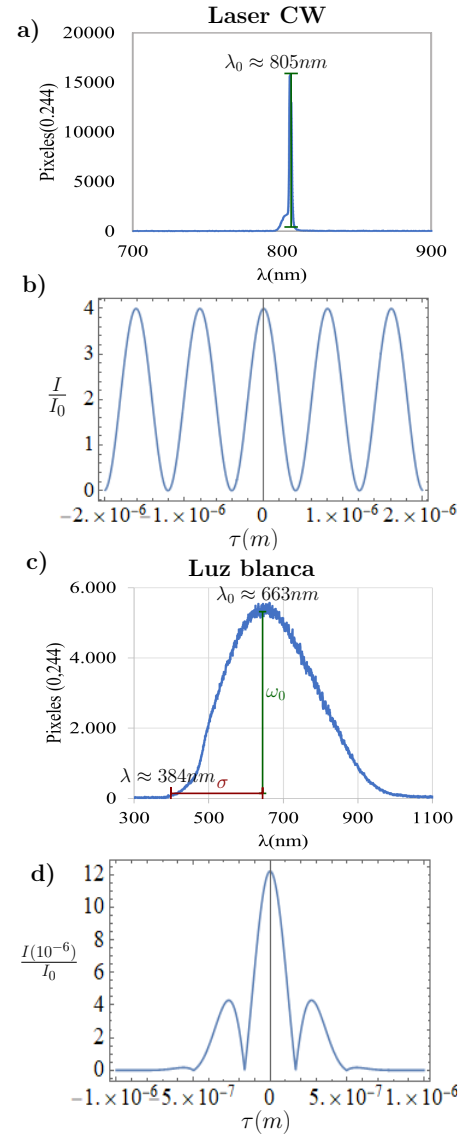 Laser CW
a)
λ₀ ≈ 805nm
20000
15000
10000
5000
0
Pixeles(0.244)
700 800 900
λ(nm)
b)
4
3
2
1
0
I/I₀
−2.×10⁻⁶ −1.×10⁻⁶ 0 1.×10⁻⁶ 2.×10⁻⁶
τ(m)
c)
Luz blanca
λ₀ ≈ 663nm
6.000
4.000
2.000
0
Pixeles (0,244)
ω₀
λ ≈ 384nm
σ
300 500 700 900 1100
λ(nm)
d)
12
10
8
6
4
2
0
I(10⁻⁶)/I₀
−1.×10⁻⁶ −5.×10⁻⁷ 0 5.×10⁻⁷ 1.×10⁻⁶
τ(m)